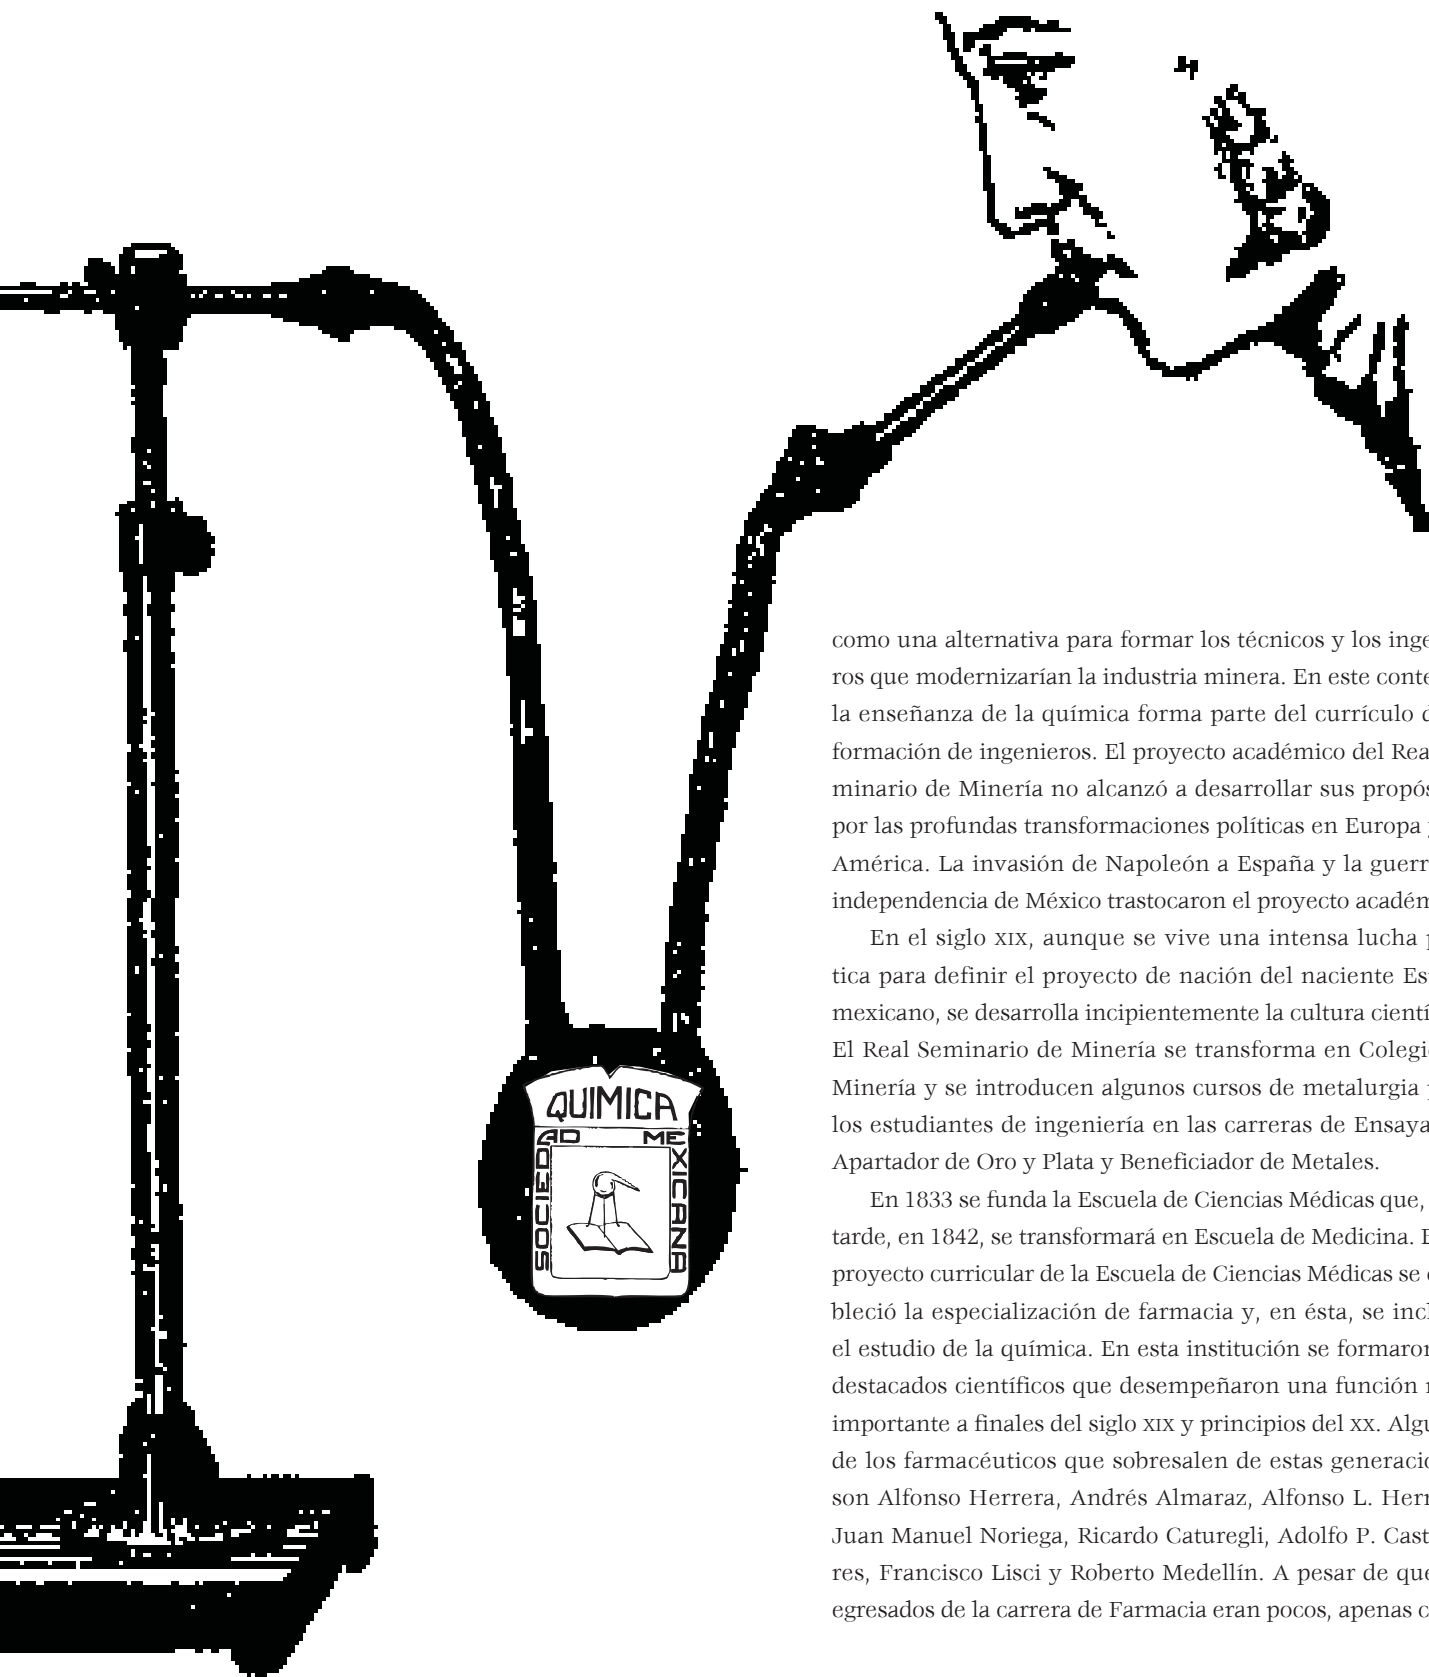 QUIMICA
SOCIEDAD MEXICANA
como una alternativa para formar los técnicos y los inge
ros que modernizarían la industria minera. En este conte
la enseñanza de la química forma parte del currículo d
formación de ingenieros. El proyecto académico del Rea
minario de Minería no alcanzó a desarrollar sus propós
por las profundas transformaciones políticas en Europa y
América. La invasión de Napoleón a España y la guerr
independencia de México trastocaron el proyecto académ
En el siglo XIX, aunque se vive una intensa lucha p
tica para definir el proyecto de nación del naciente Es
mexicano, se desarrolla incipientemente la cultura cientí
El Real Seminario de Minería se transforma en Colegio
Minería y se introducen algunos cursos de metalurgia p
los estudiantes de ingeniería en las carreras de Ensaya
Apartador de Oro y Plata y Beneficiador de Metales.
En 1833 se funda la Escuela de Ciencias Médicas que,
tarde, en 1842, se transformará en Escuela de Medicina. E
proyecto curricular de la Escuela de Ciencias Médicas se e
bleció la especialización de farmacia y, en ésta, se incl
el estudio de la química. En esta institución se formaron
destacados científicos que desempeñaron una función m
importante a finales del siglo XIX y principios del XX. Algu
de los farmacéuticos que sobresalen de estas generacio
son Alfonso Herrera, Andrés Almaraz, Alfonso L. Herr
Juan Manuel Noriega, Ricardo Caturegli, Adolfo P. Cast
res, Francisco Lisci y Roberto Medellín. A pesar de que
egresados de la carrera de Farmacia eran pocos, apenas c